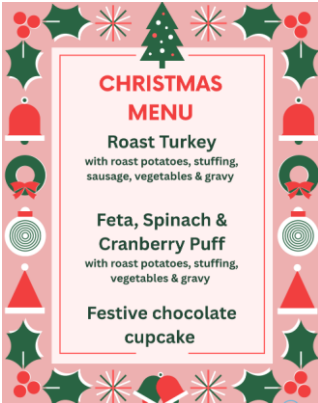 CHRISTMAS
MENU
Roast Turkey
with roast potatoes, stuffing,
sausage, vegetables & gravy
Feta, Spinach &
Cranberry Puff
with roast potatoes, stuffing,
vegetables & gravy
Festive chocolate
cupcake